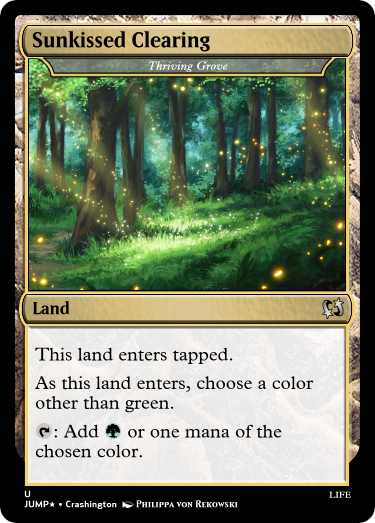 Sunkissed Clearing
Thriving Grove
Land
This land enters tapped.
As this land enters, choose a color
other than green.
: Add or one mana of the
chosen color.
U
LIFE
JUMP★ • Crashington Philippa von Rekowski